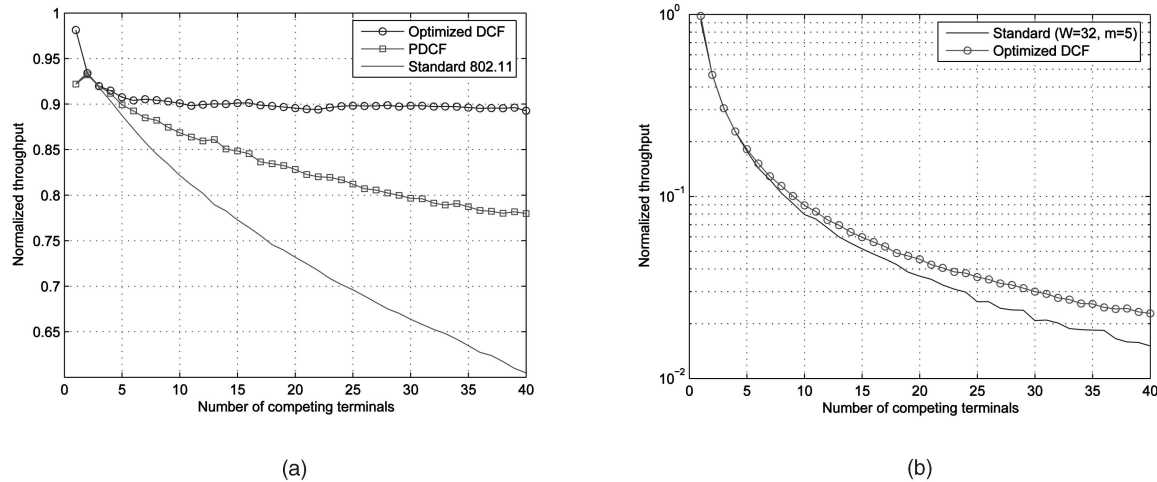 1
0.95
0.9
0.85
0.8
0.75
0.7
0.65
0 5 10 15 20 25 30 35 40
Normalized throughput
Number of competing terminals
Optimized DCF
PDCF
Standard 802.11
(a)
10^0
10^-1
10^-2
0 5 10 15 20 25 30 35 40
Normalized throughput
Number of competing terminals
Standard (W=32, m=5)
Optimized DCF
(b)